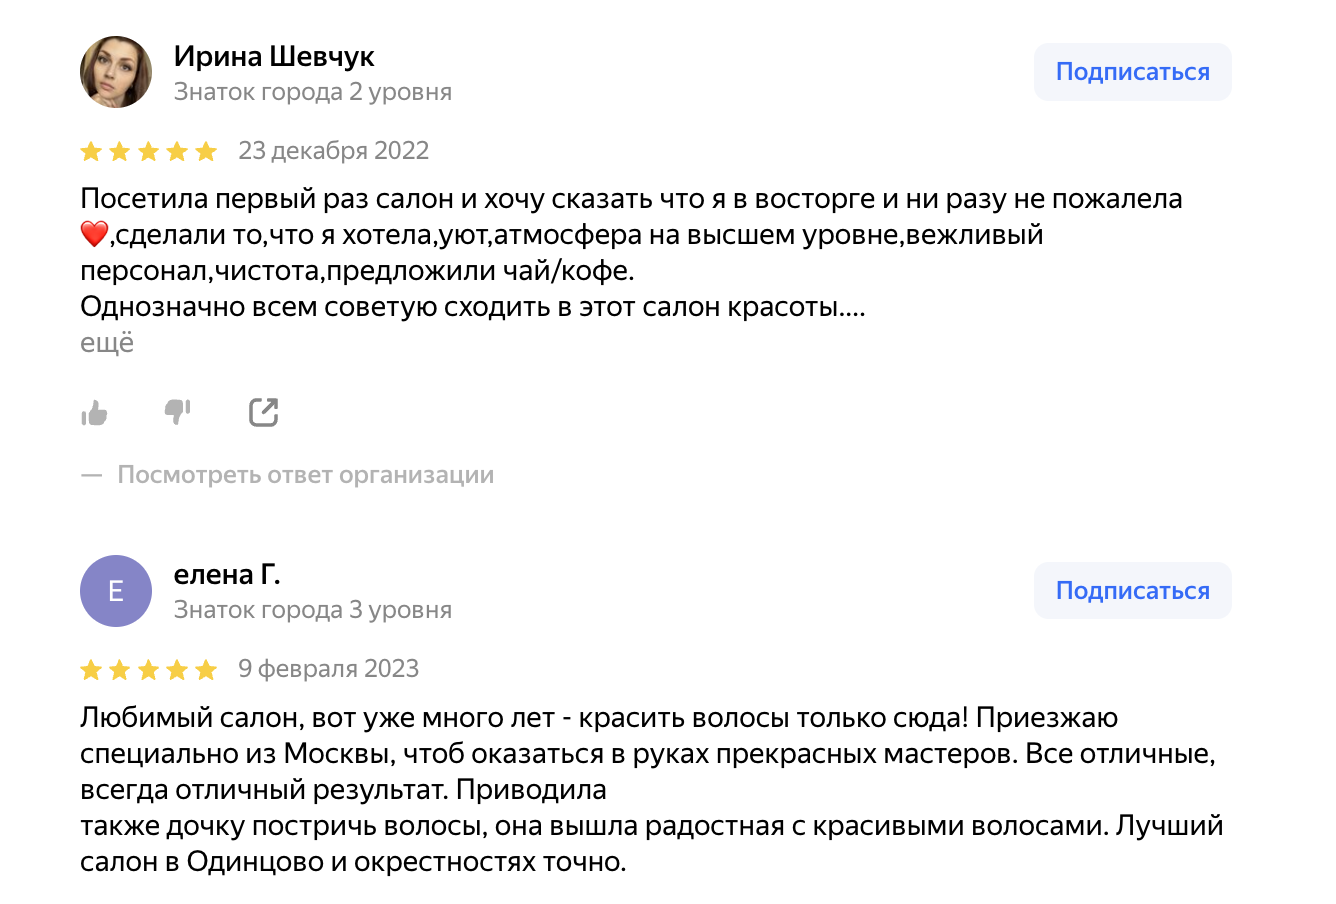 Ирина Шевчук
Знаток города 2 уровня
Подписаться
23 декабря 2022
Посетила первый раз салон и хочу сказать что я в восторге и ни разу не пожалела
❤️,сделали то,что я хотела,уют,атмосфера на высшем уровне,вежливый
персонал,чистота,предложили чай/кофе.
Однозначно всем советую сходить в этот салон красоты....
ещё
— Посмотреть ответ организации
Е
елена Г.
Знаток города 3 уровня
Подписаться
9 февраля 2023
Любимый салон, вот уже много лет - красить волосы только сюда! Приезжаю
специально из Москвы, чтоб оказаться в руках прекрасных мастеров. Все отличные,
всегда отличный результат. Приводила
также дочку постричь волосы, она вышла радостная с красивыми волосами. Лучший
салон в Одинцово и окрестностях точно.